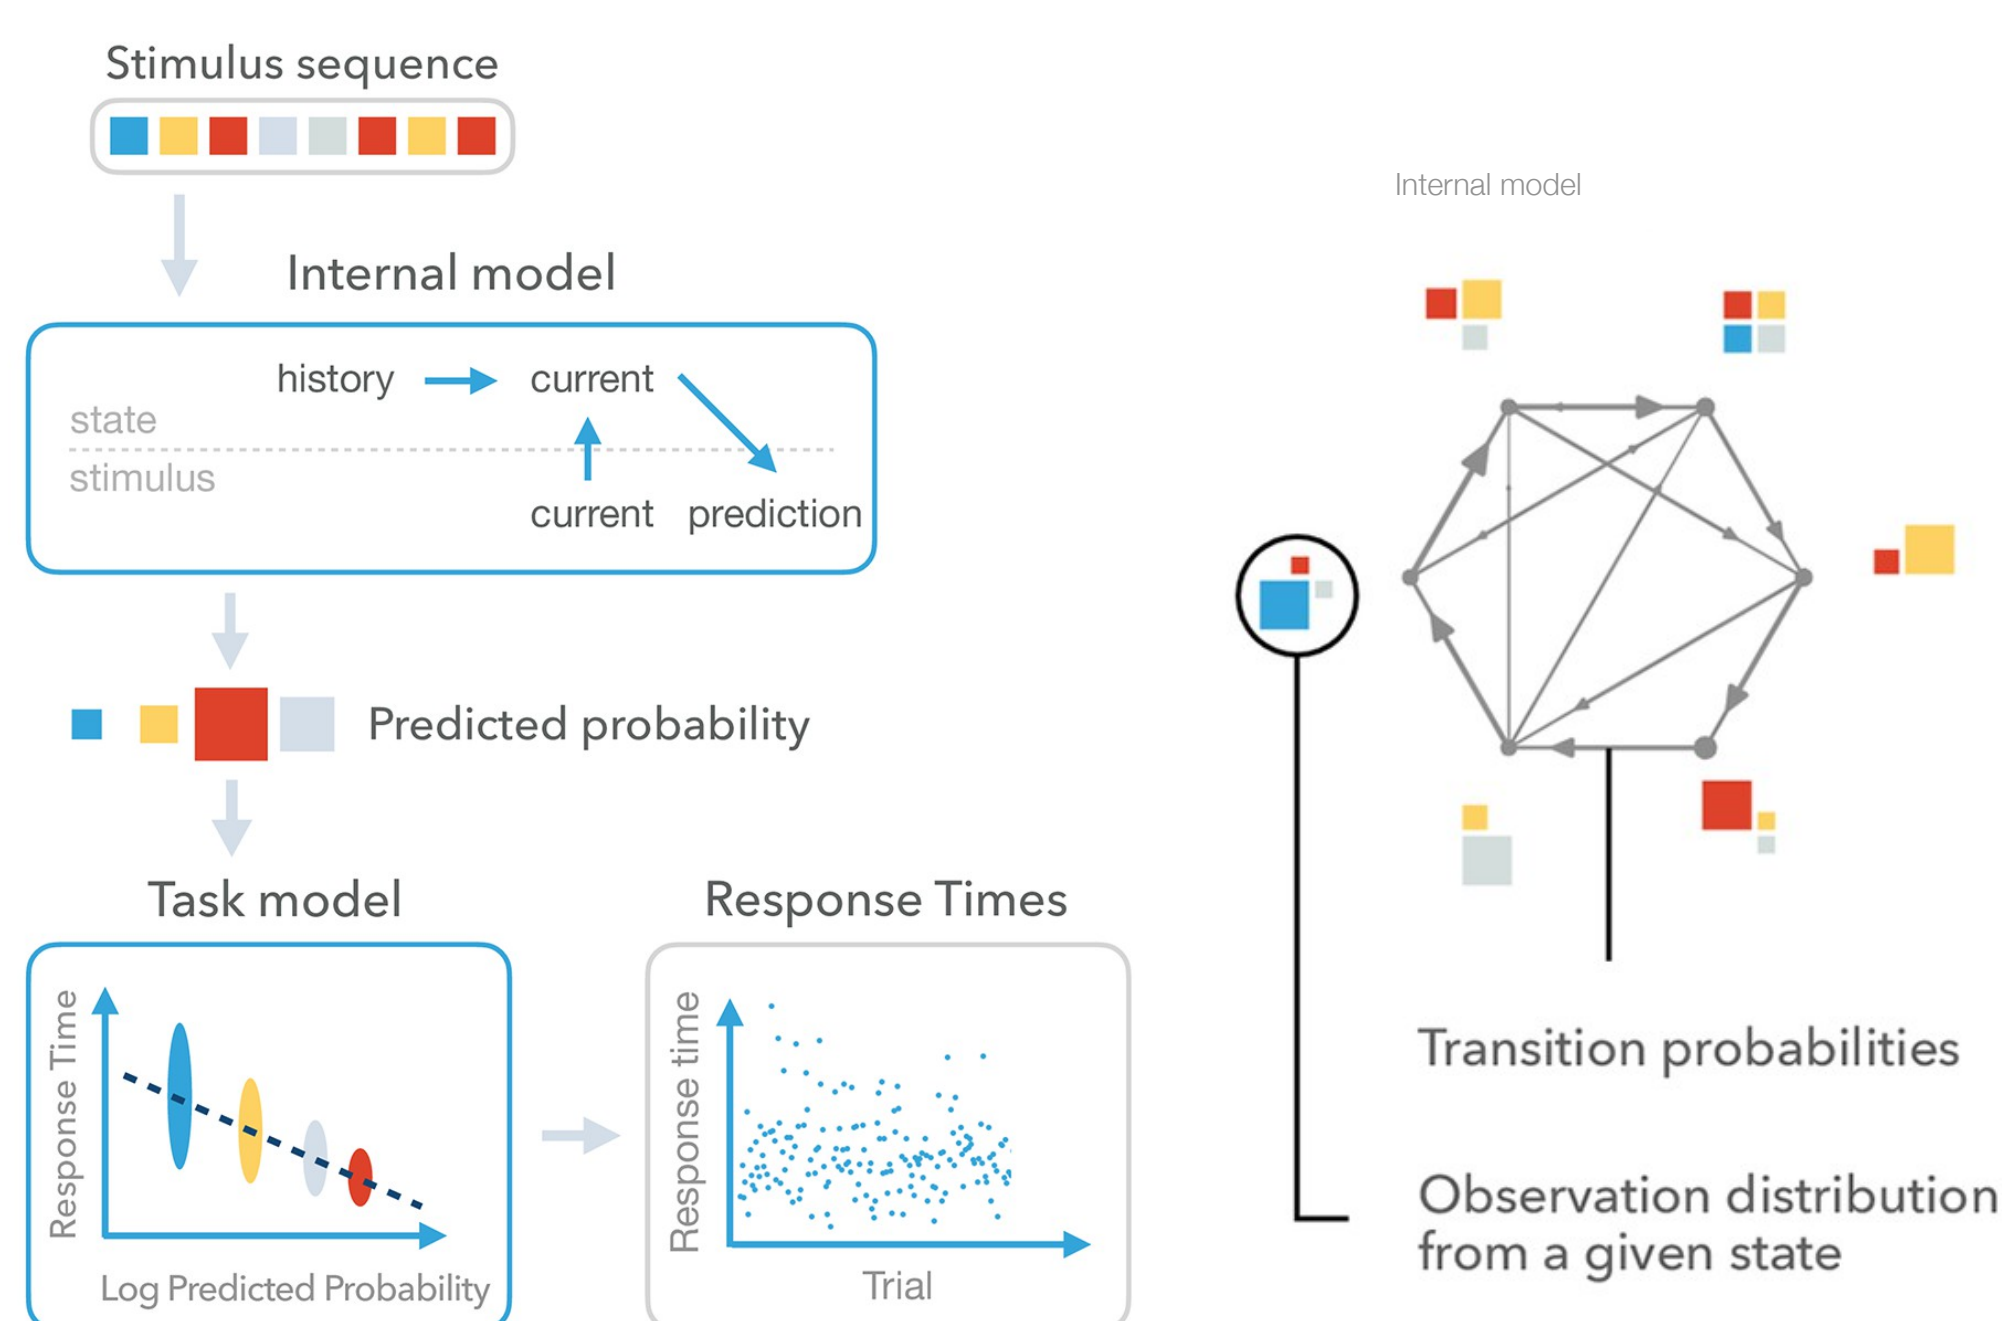 Stimulus sequence
Internal model
history
current
state
stimulus
current
prediction
Predicted probability
Task model
Response Time
Log Predicted Probability
Response Times
Response time
Trial
Internal model
Transition probabilities
Observation distribution
from a given state